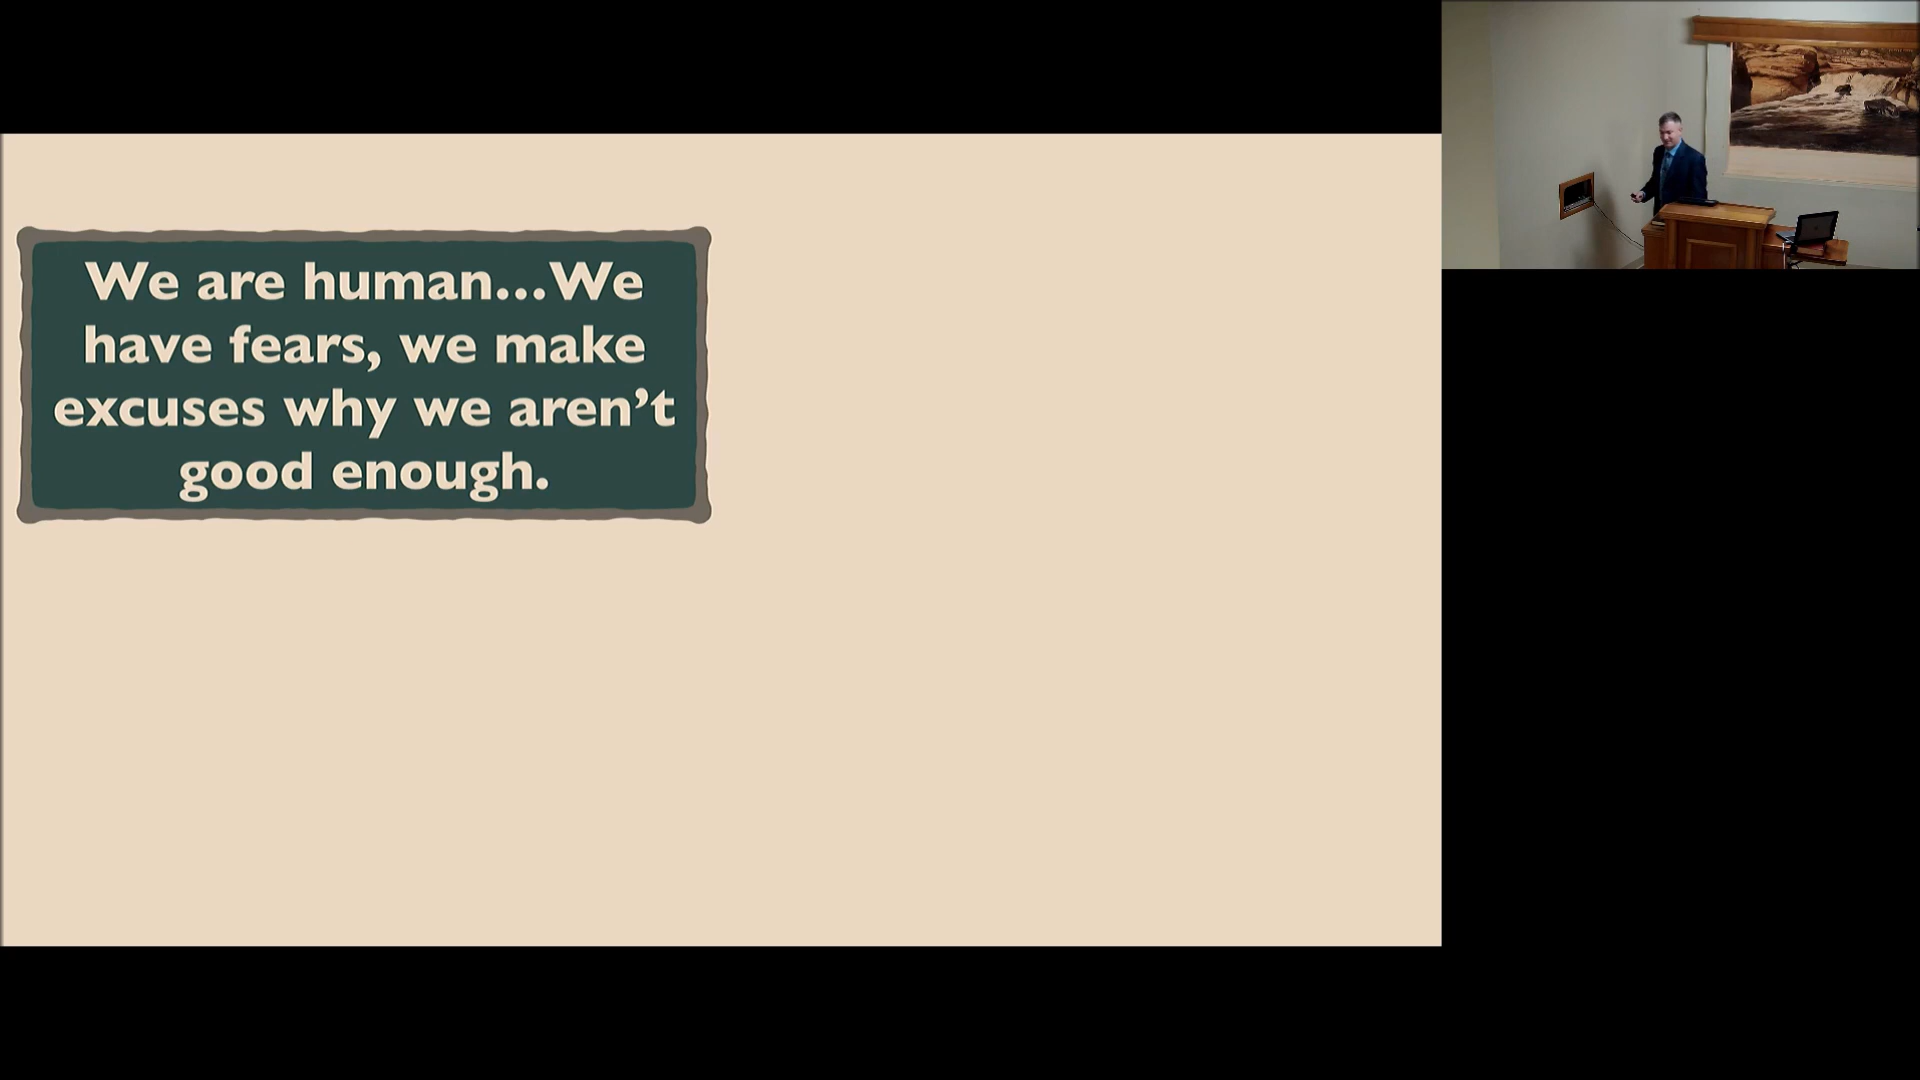 We are human...We
have fears, we make
excuses why we aren’t
good enough.